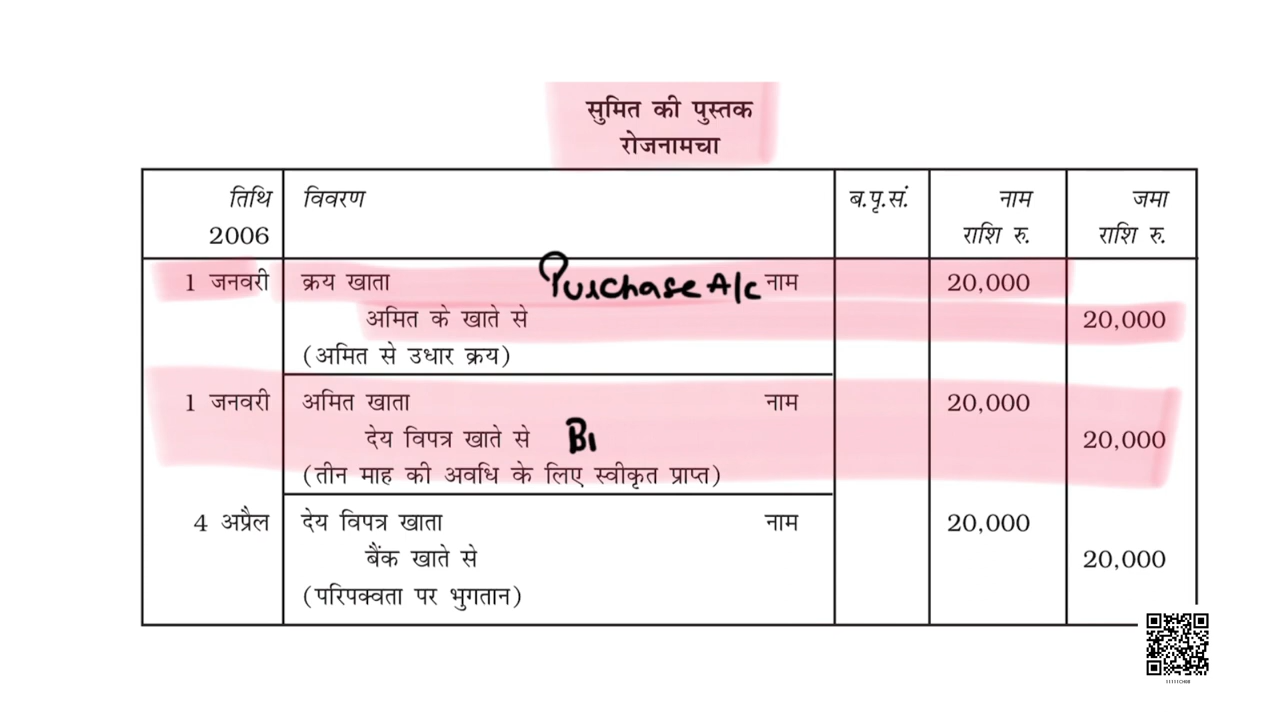 सुमित की पुस्तक
रोजनामचा
तिथि विवरण ब.पृ.सं. नाम जमा
2006 राशि रु. राशि रु.
1 जनवरी क्रय खाता Purchase A/c नाम 20,000
अमित के खाते से 20,000
(अमित से उधार क्रय)
1 जनवरी अमित खाता नाम 20,000
देय विपत्र खाते से B 20,000
(तीन माह की अवधि के लिए स्वीकृत प्राप्त)
4 अप्रैल देय विपत्र खाता नाम 20,000
बैंक खाते से 20,000
(परिपक्वता पर भुगतान)